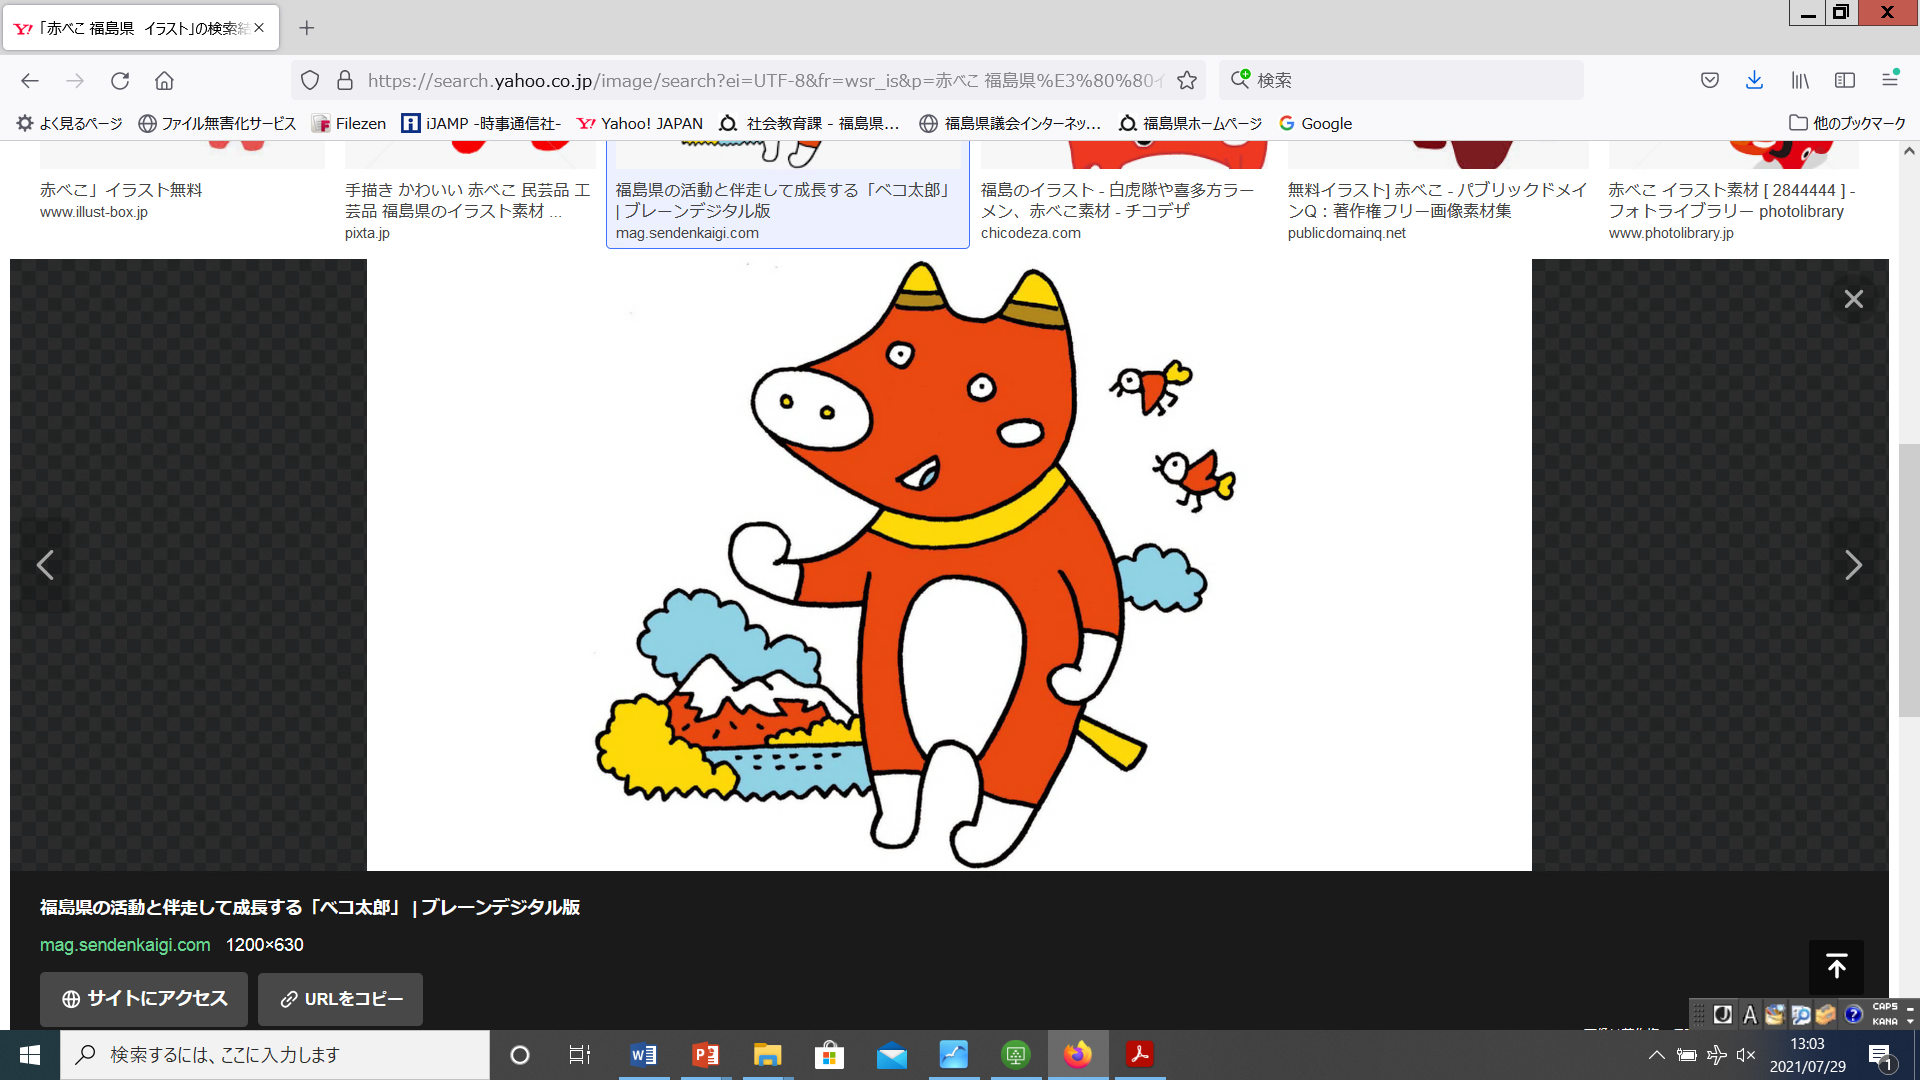 「赤べこ 福島県　イラスト」の検索結
https://search.yahoo.co.jp/image/search?ei=UTF-8&fr=wsr_is&p=赤べこ 福島県%E3%80%80イ
検索
よく見るページ
ファイル無害化サービス
Filezen
iJAMP -時事通信社-
Yahoo! JAPAN
社会教育課 - 福島県...
福島県議会インターネッ...
福島県ホームページ
Google
他のブックマーク
赤べこ」イラスト無料
www.illust-box.jp
手描き かわいい 赤べこ 民芸品 工
芸品 福島県のイラスト素材 ...
pixta.jp
福島県の活動と伴走して成長する「ベコ太郎」
| ブレーンデジタル版
mag.sendenkaigi.com
福島のイラスト - 白虎隊や喜多方ラー
メン、赤べこ素材 - チコデザ
chicodeza.com
無料イラスト] 赤べこ - パブリックドメイ
ンQ：著作権フリー画像素材集
publicdomainq.net
赤べこ イラスト素材 [ 2844444 ] -
フォトライブラリー photolibrary
www.photolibrary.jp
福島県の活動と伴走して成長する「ベコ太郎」 | ブレーンデジタル版
mag.sendenkaigi.com 1200×630
サイトにアクセス
URLをコピー
A
CAPS
KANA
検索するには、ここに入力します
13:03
2021/07/29
1